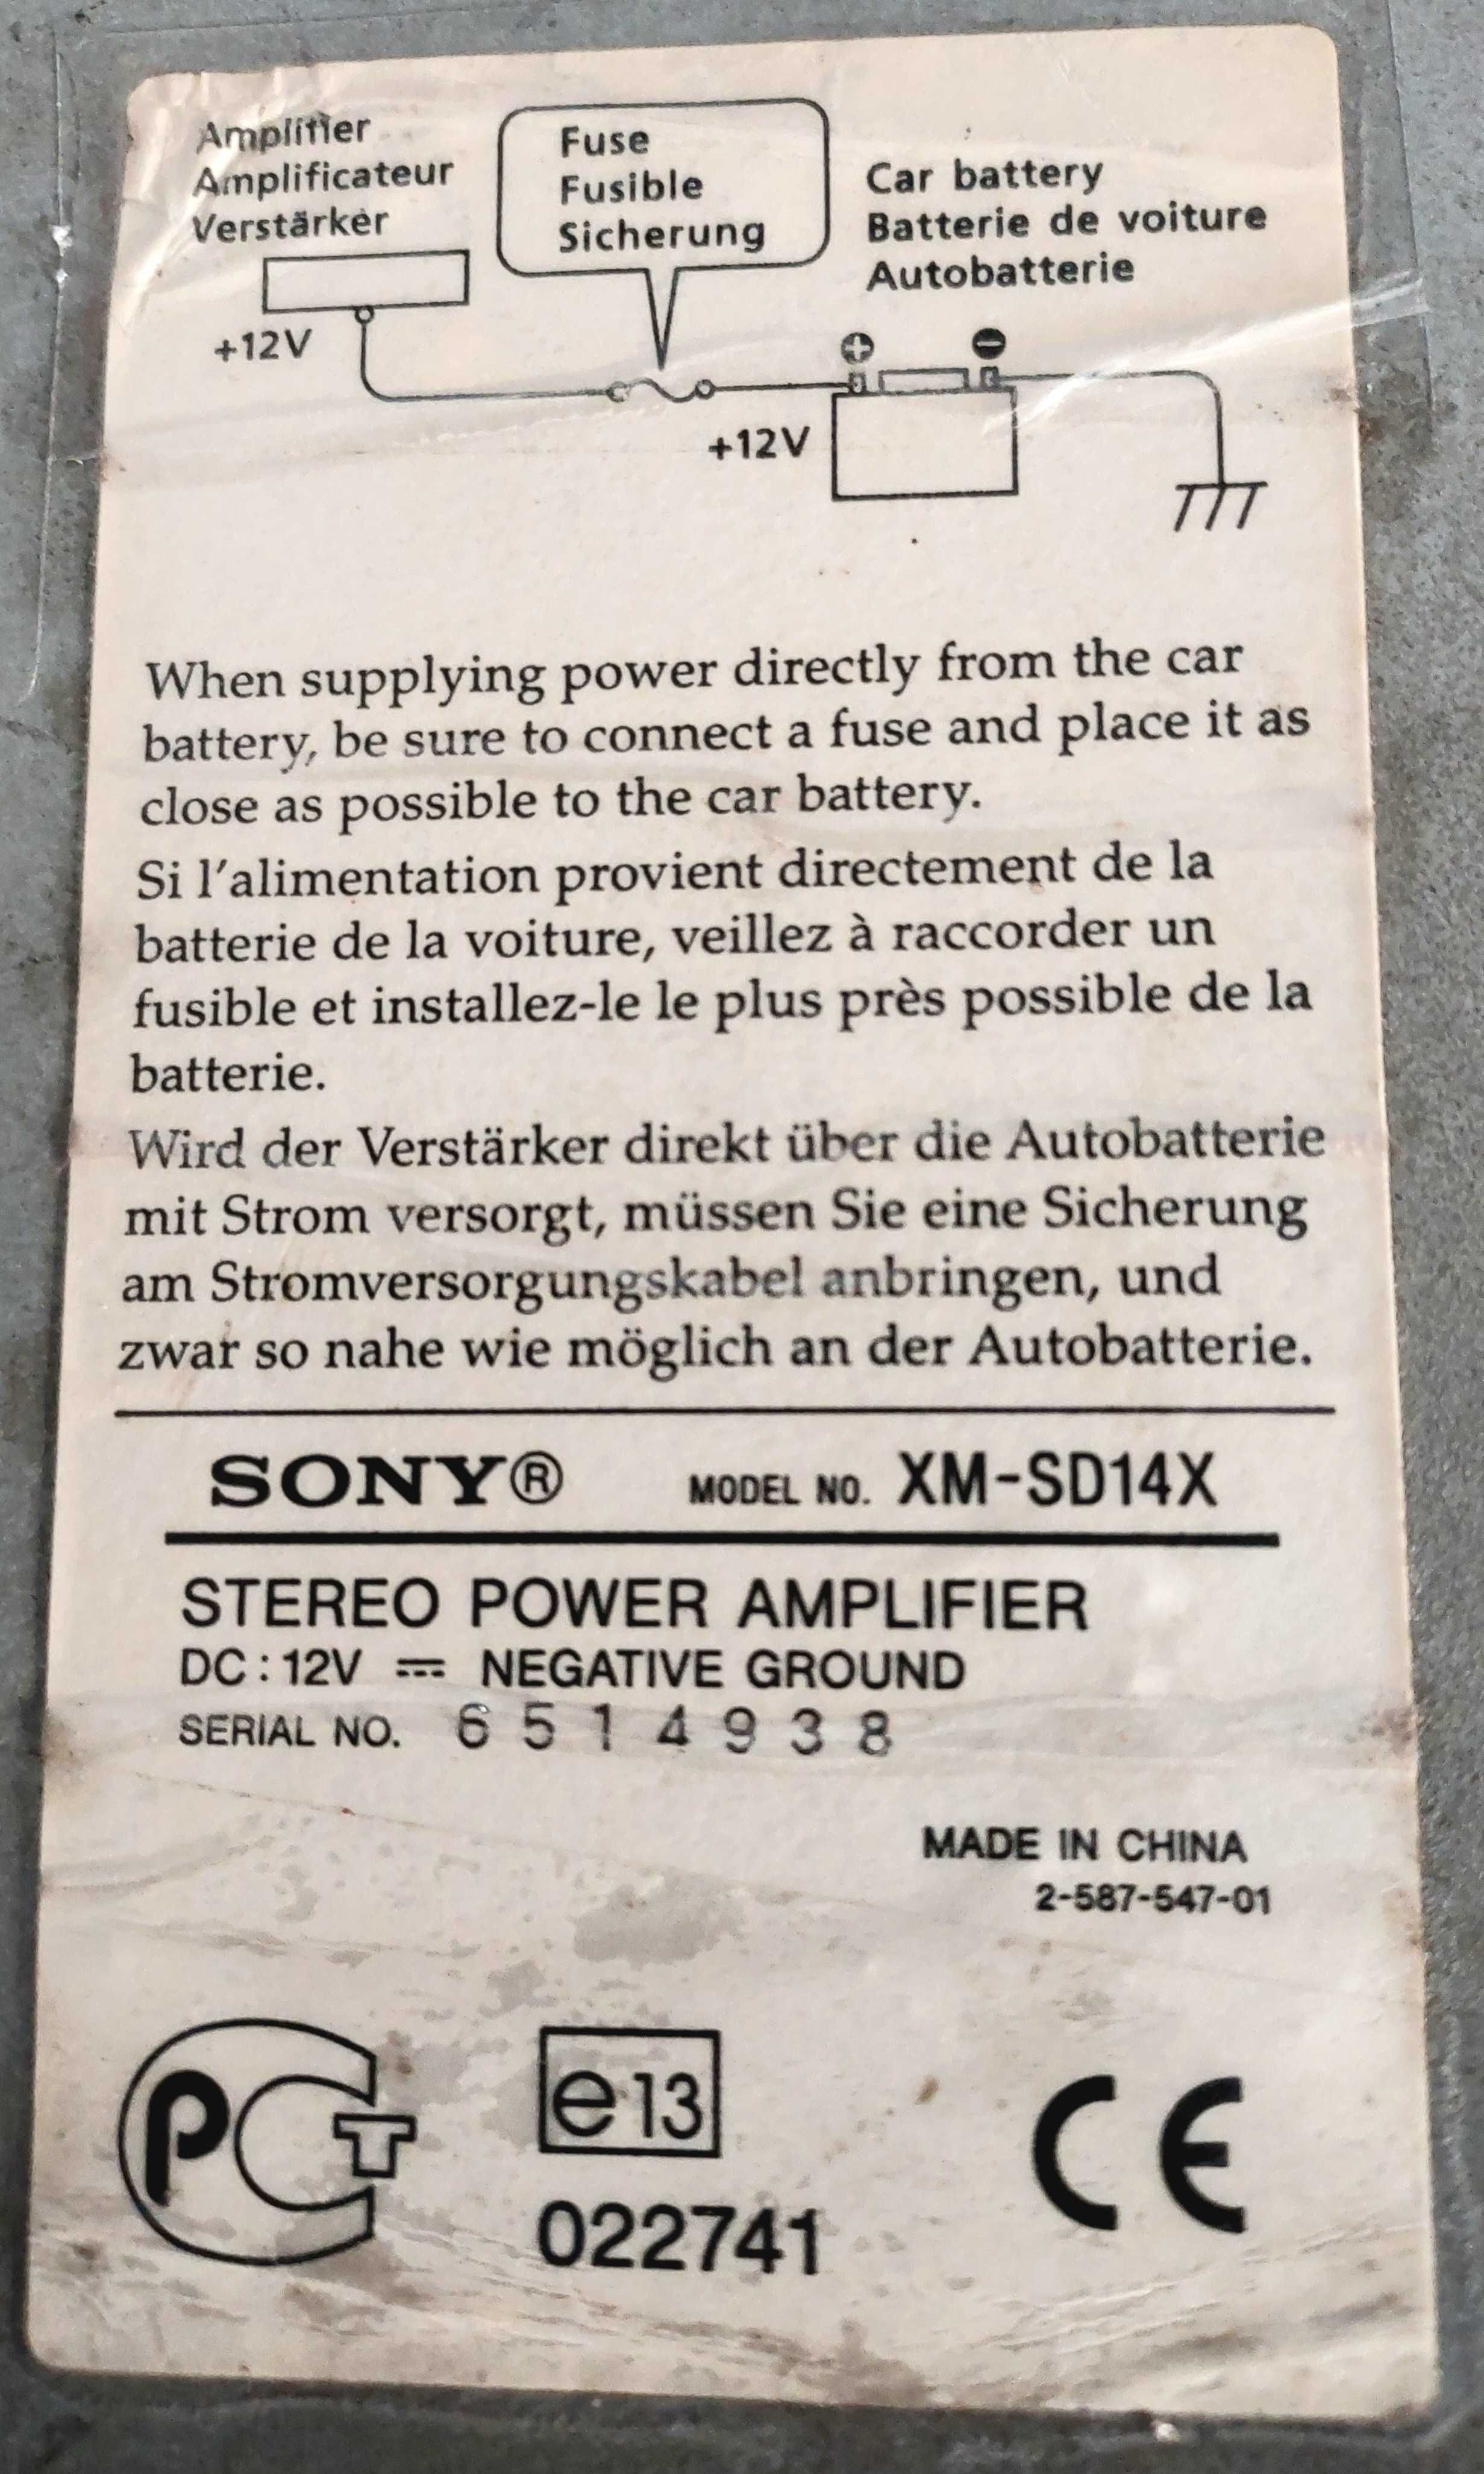 Amplifier
Amplificateur
Verstärker
Fuse
Fusible
Sicherung
Car battery
Batterie de voiture
Autobatterie
+12V
+12V
When supplying power directly from the car
battery, be sure to connect a fuse and place it as
close as possible to the car battery.
Si l'alimentation provient directement de la
batterie de la voiture, veillez à raccorder un
fusible et installez-le le plus près possible de la
batterie.
Wird der Verstärker direkt über die Autobatterie
mit Strom versorgt, müssen Sie eine Sicherung
am Stromversorgungskabel anbringen, und
zwar so nahe wie möglich an der Autobatterie.
SONY® MODEL NO. XM-SD14X
STEREO POWER AMPLIFIER
DC : 12V ⎓ NEGATIVE GROUND
SERIAL NO. 6514938
MADE IN CHINA
2-587-547-01
РСТ
e13
022741
CE